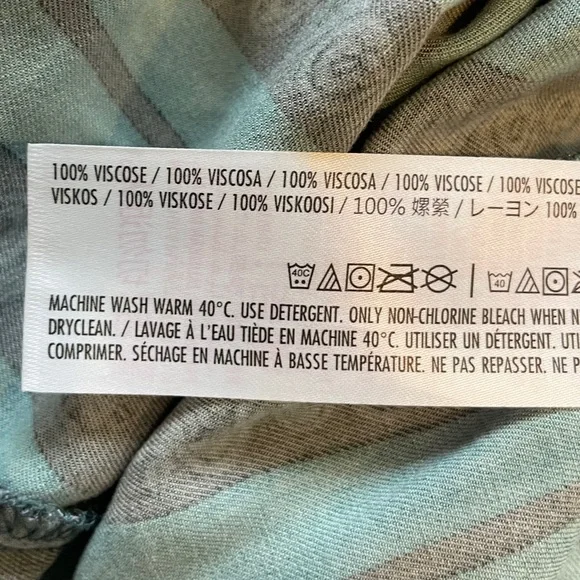 100% VISCOSE / 100% VISCOSA / 100% VISCOSA / 100% VISCOSE / 100% VISCOSE
VISKOS / 100% VISKOSE / 100% VISKOOSI / 100% 嫘縈 / レーヨン 100%
40C 40
MACHINE WASH WARM 40°C. USE DETERGENT. ONLY NON-CHLORINE BLEACH WHEN N
DRYCLEAN. / LAVAGE À L'EAU TIÈDE EN MACHINE 40°C. UTILISER UN DÉTERGENT. UTI
COMPRIMER. SÉCHAGE EN MACHINE À BASSE TEMPÉRATURE. NE PAS REPASSER. NE P